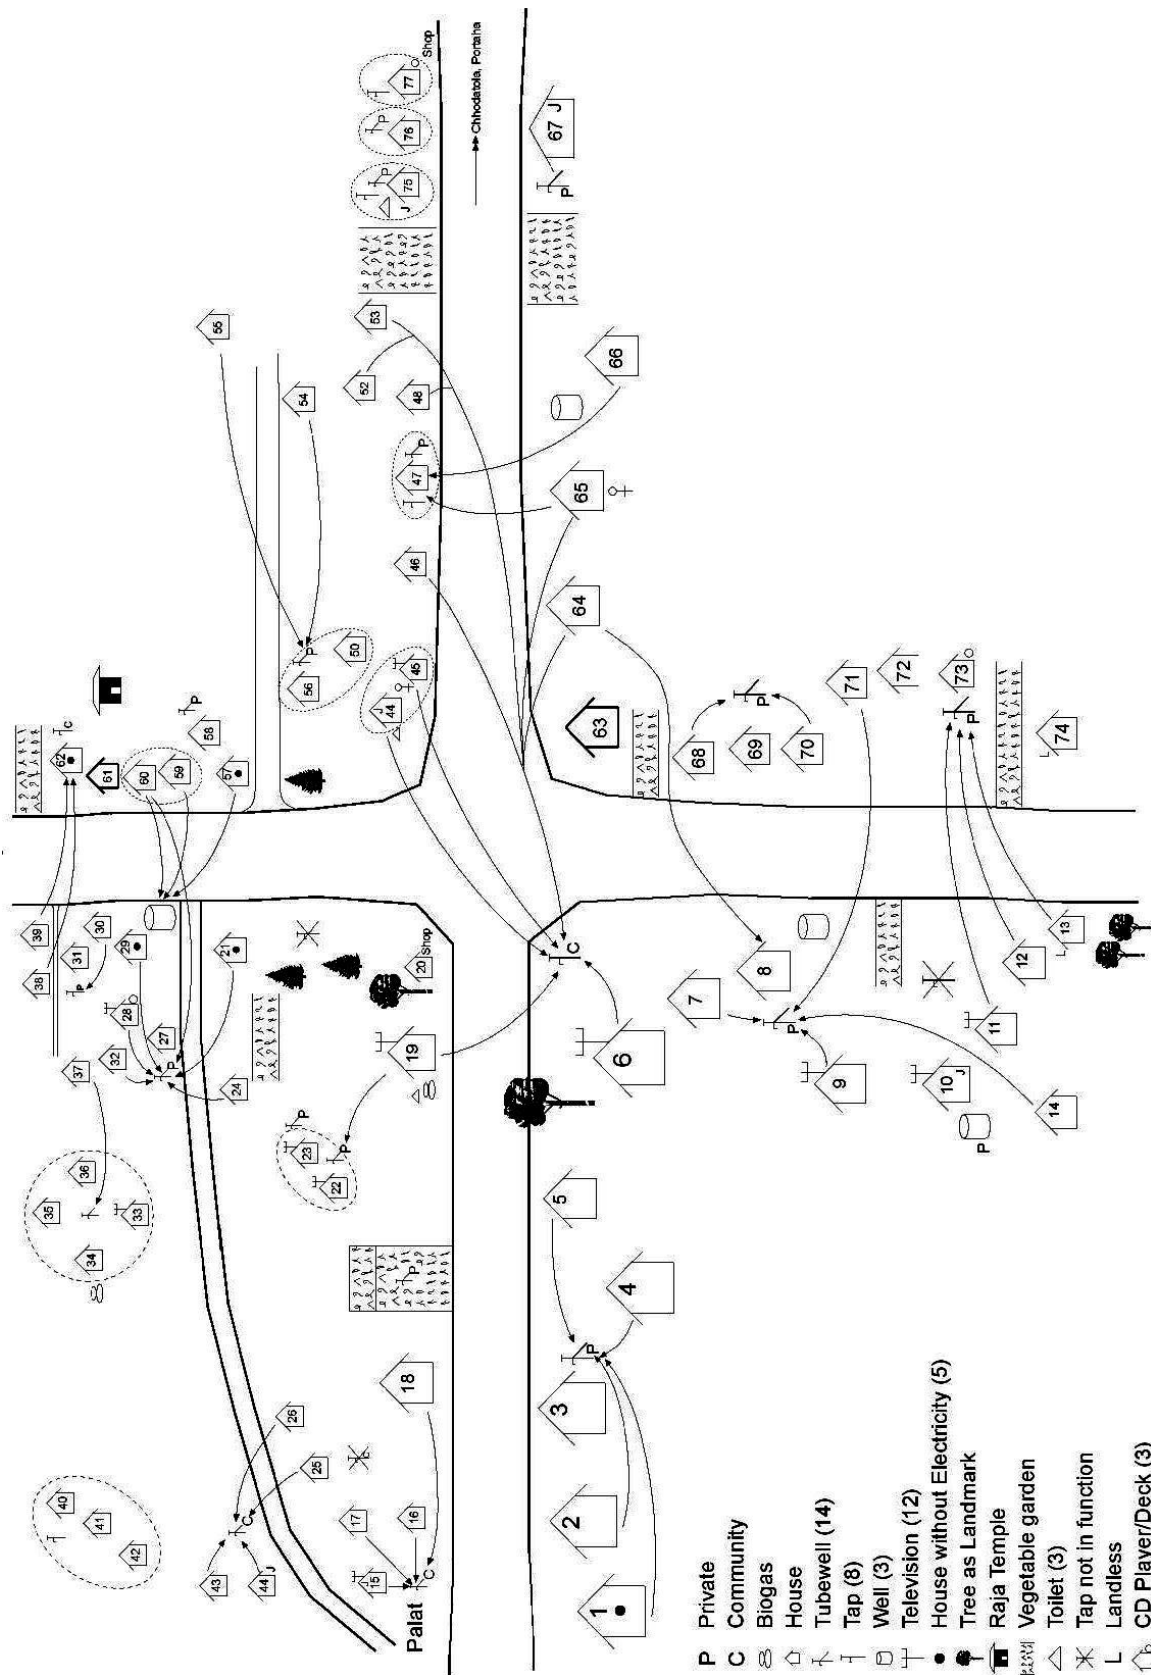 Shop
77
76
P
75
P
J
Chhodatola, Portaha
67 J
P
55
53
52
54
48
66
47
P
65
46
64
56
P
50
45
44
J
62
C
61
60
59
58
P
57
63
68
69
70
P
71
72
73
P
74
L
39
38
31
30
29
28
P
32
27
P
37
24
21
20
Shop
19
C
6
7
8
P
9
10
J
P
11
12
13
L
14
36
35
34
33
23
P
22
P
P
5
4
P
3
2
1
18
26
25
C
43
44
J
C
40
41
42
17
16
15
C
Palat
P Private
C Community
Biogas
House
Tubewell (14)
Tap (8)
Well (3)
Television (12)
House without Electricity (5)
Tree as Landmark
Raja Temple
Vegetable garden
Toilet (3)
Tap not in function
L Landless
CD Player/Deck (3)